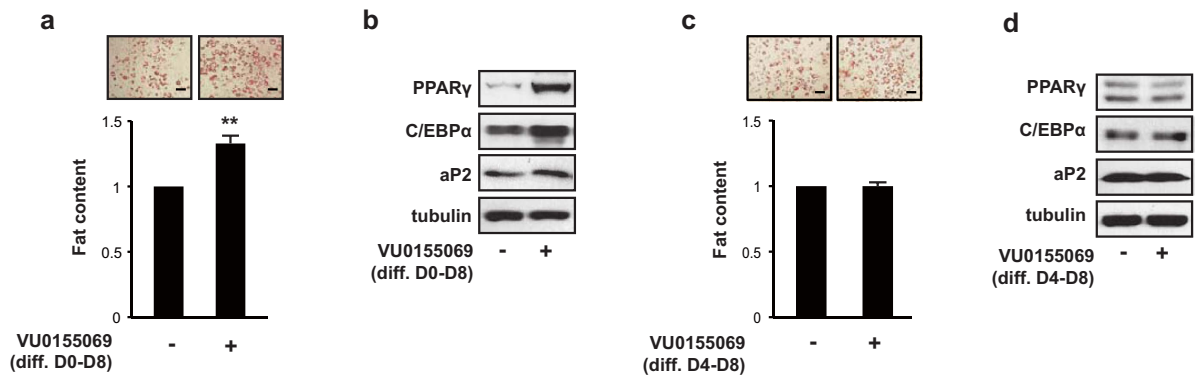 a
**
1.5
1
0.5
0
Fat content
- +
VU0155069
(diff. D0-D8)
b
PPARγ
C/EBPα
aP2
tubulin
VU0155069 - +
(diff. D0-D8)
c
1.5
1
0.5
0
Fat content
- +
VU0155069
(diff. D4-D8)
d
PPARγ
C/EBPα
aP2
tubulin
VU0155069 - +
(diff. D4-D8)